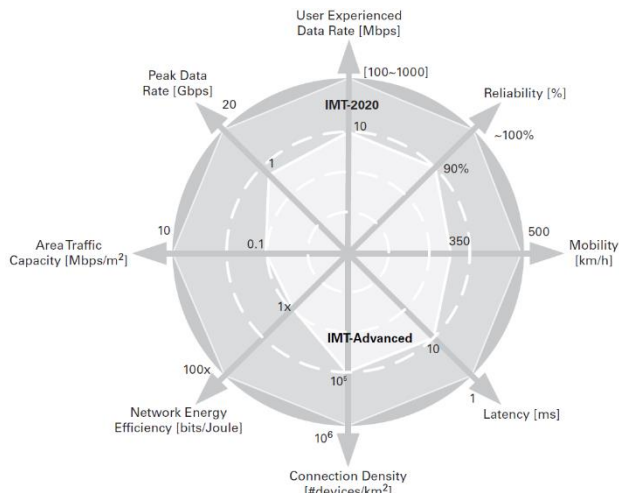 User Experienced
Data Rate [Mbps]
Peak Data
Rate [Gbps]
[100~1000]
Reliability [%]
20
IMT-2020
~100%
10
1
90%
10
500
Area Traffic
Capacity [Mbps/m²]
0.1
350
Mobility
[km/h]
1x
IMT-Advanced
10
100x
10⁵
1
Network Energy
Efficiency [bits/Joule]
10⁶
Latency [ms]
Connection Density
[#devices/km²]